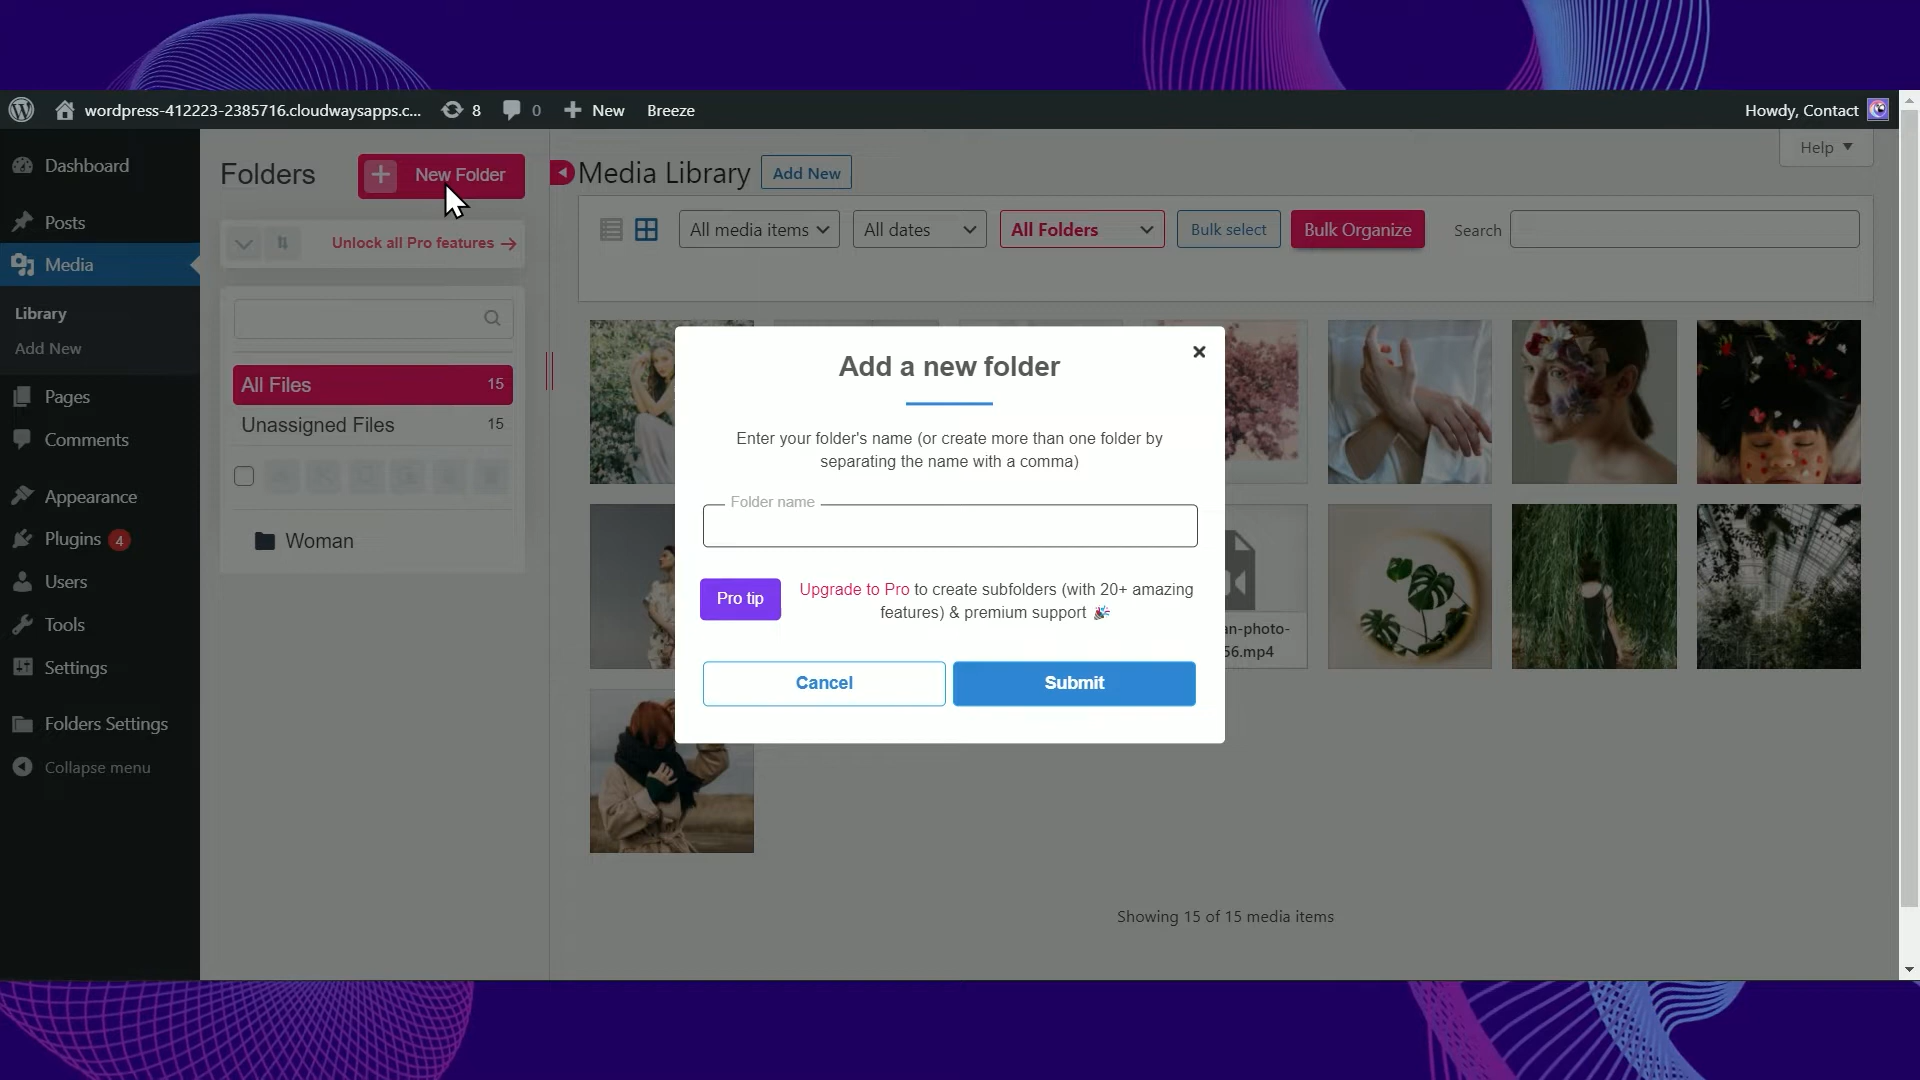 wordpress-412223-2385716.cloudwaysapps.c... 8 0 New Breeze Howdy, Contact
Dashboard
Posts
Media
Library
Add New
Pages
Comments
Appearance
Plugins 4
Users
Tools
Settings
Folders Settings
Collapse menu
Folders
New Folder
Unlock all Pro features →
All Files 15
Unassigned Files 15
Woman
Media Library Add New
Help
All media items All dates All Folders Bulk select Bulk Organize Search
Add a new folder
Enter your folder's name (or create more than one folder by
separating the name with a comma)
Folder name
Pro tip
Upgrade to Pro to create subfolders (with 20+ amazing
features) & premium support 🎉
Cancel Submit
an-photo-
56.mp4
Showing 15 of 15 media items